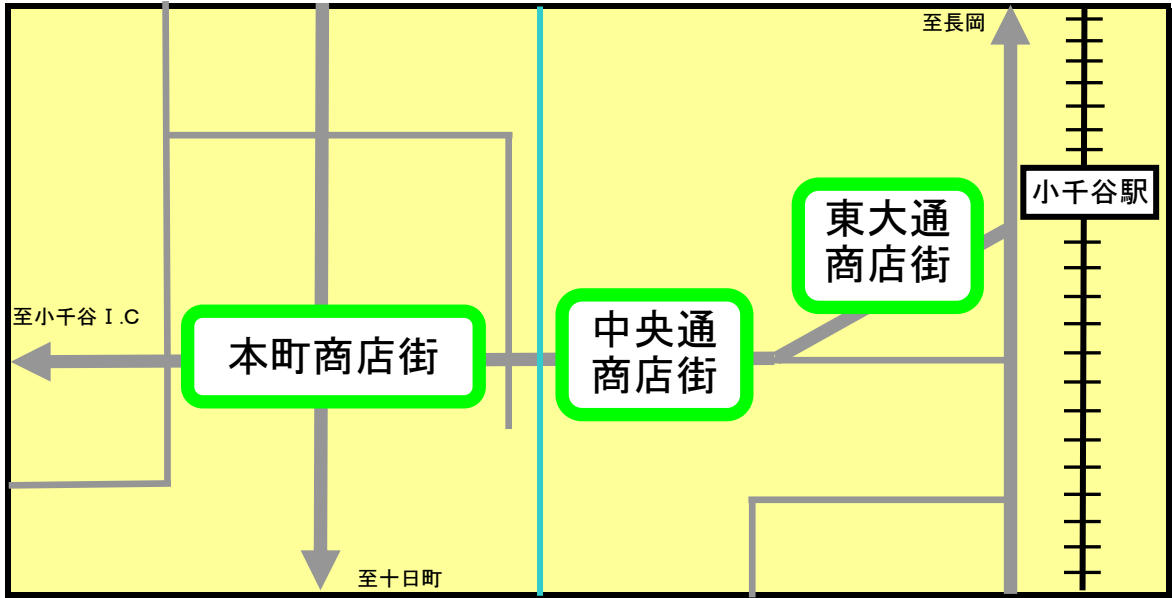 至長岡
小千谷駅
東大通
商店街
至小千谷Ⅰ.C
本町商店街
中央通
商店街
至十日町